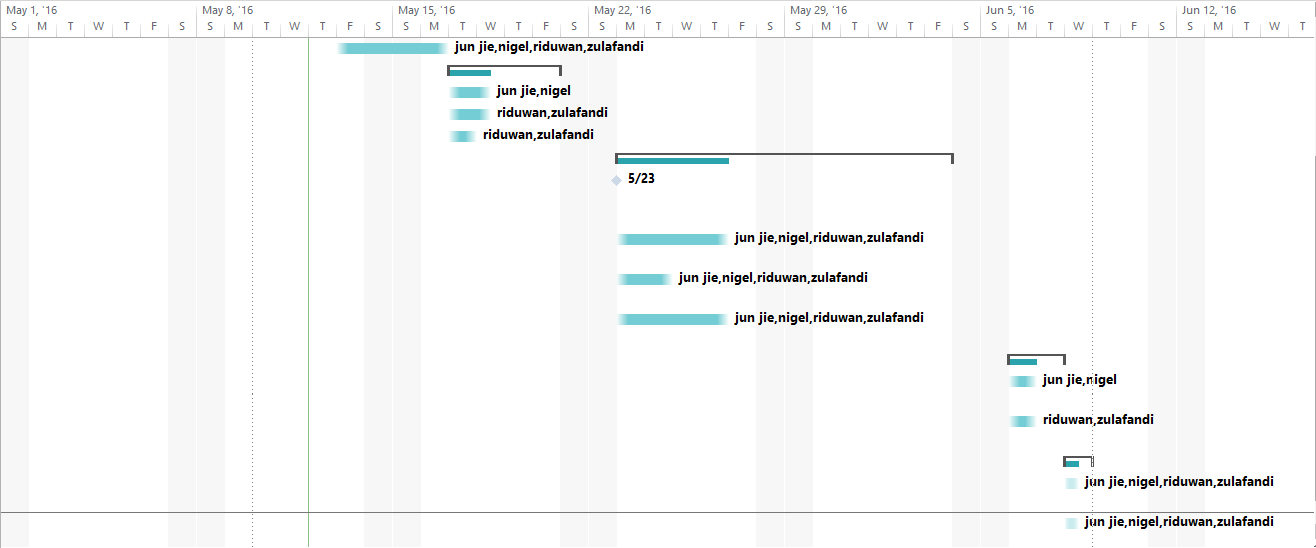 May 1, '16 May 8, '16 May 15, '16 May 22, '16 May 29, '16 Jun 5, '16 Jun 12, '16
S M T W T F S S M T W T F S S M T W T F S S M T W T F S S M T W T F S S M T W T F S S M T W T
jun jie,nigel,riduwan,zulafandi
jun jie,nigel
riduwan,zulafandi
riduwan,zulafandi
5/23
jun jie,nigel,riduwan,zulafandi
jun jie,nigel,riduwan,zulafandi
jun jie,nigel,riduwan,zulafandi
jun jie,nigel
riduwan,zulafandi
jun jie,nigel,riduwan,zulafandi
jun jie,nigel,riduwan,zulafandi